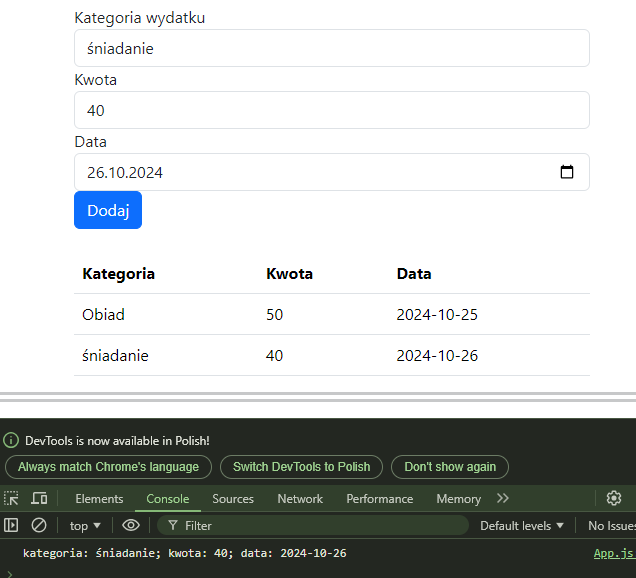 Kategoria wydatku
śniadanie
Kwota
40
Data
26.10.2024
Dodaj
Kategoria Kwota Data
Obiad 50 2024-10-25
śniadanie 40 2024-10-26
DevTools is now available in Polish!
Always match Chrome's language Switch DevTools to Polish Don't show again
Elements Console Sources Network Performance Memory
top Filter Default levels No Issues
kategoria: śniadanie; kwota: 40; data: 2024-10-26 App.js